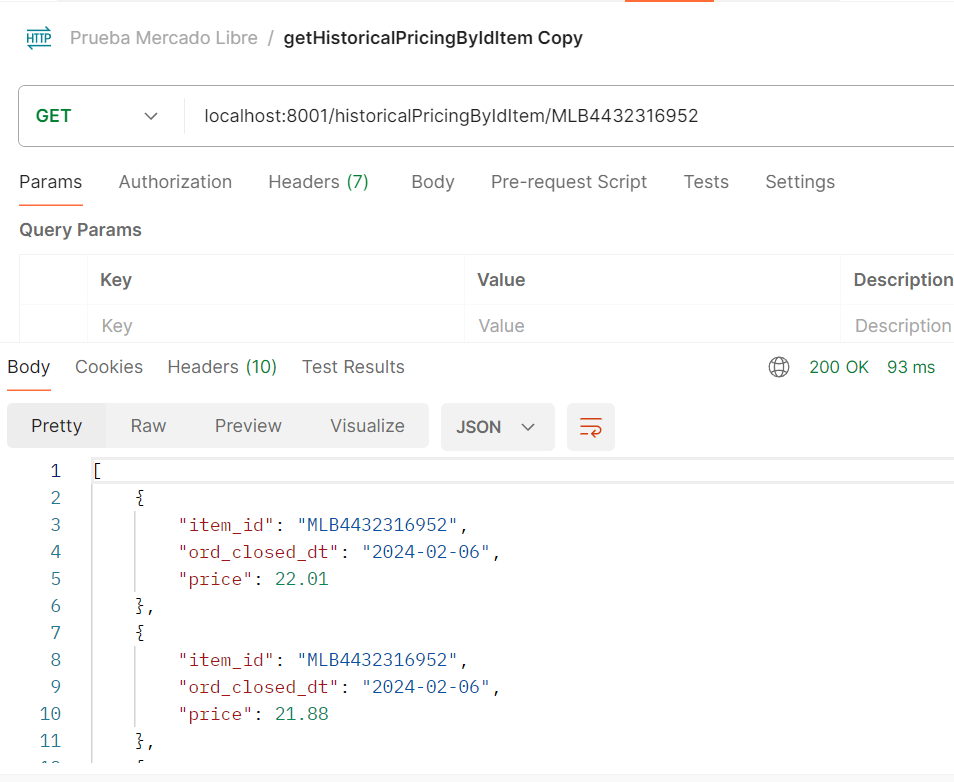 HTTP Prueba Mercado Libre / getHistoricalPricingByIdItem Copy
GET localhost:8001/historicalPricingByIdItem/MLB4432316952
Params Authorization Headers (7) Body Pre-request Script Tests Settings
Query Params
Key Value Description
Key Value Description
Body Cookies Headers (10) Test Results 200 OK 93 ms
Pretty Raw Preview Visualize JSON
1 [
2 {
3 "item_id": "MLB4432316952",
4 "ord_closed_dt": "2024-02-06",
5 "price": 22.01
6 },
7 {
8 "item_id": "MLB4432316952",
9 "ord_closed_dt": "2024-02-06",
10 "price": 21.88
11 },